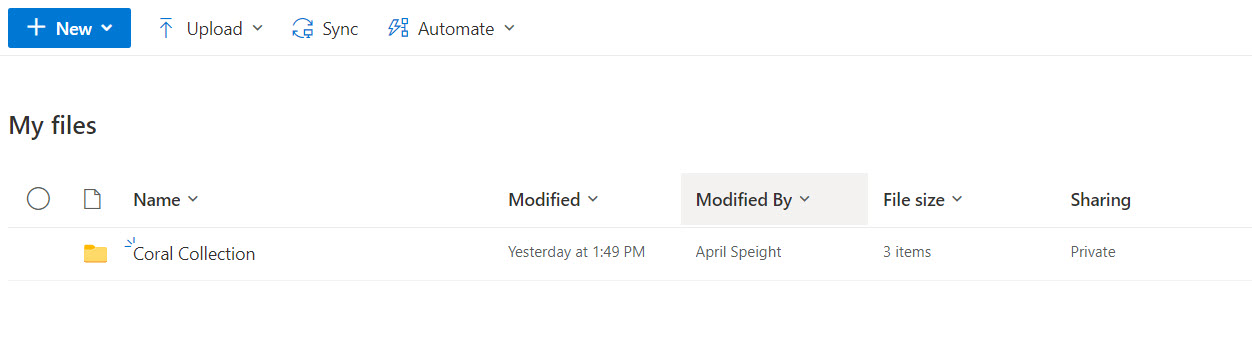 New Upload Sync Automate
My files
Name Modified Modified By File size Sharing
Coral Collection Yesterday at 1:49 PM April Speight 3 items Private